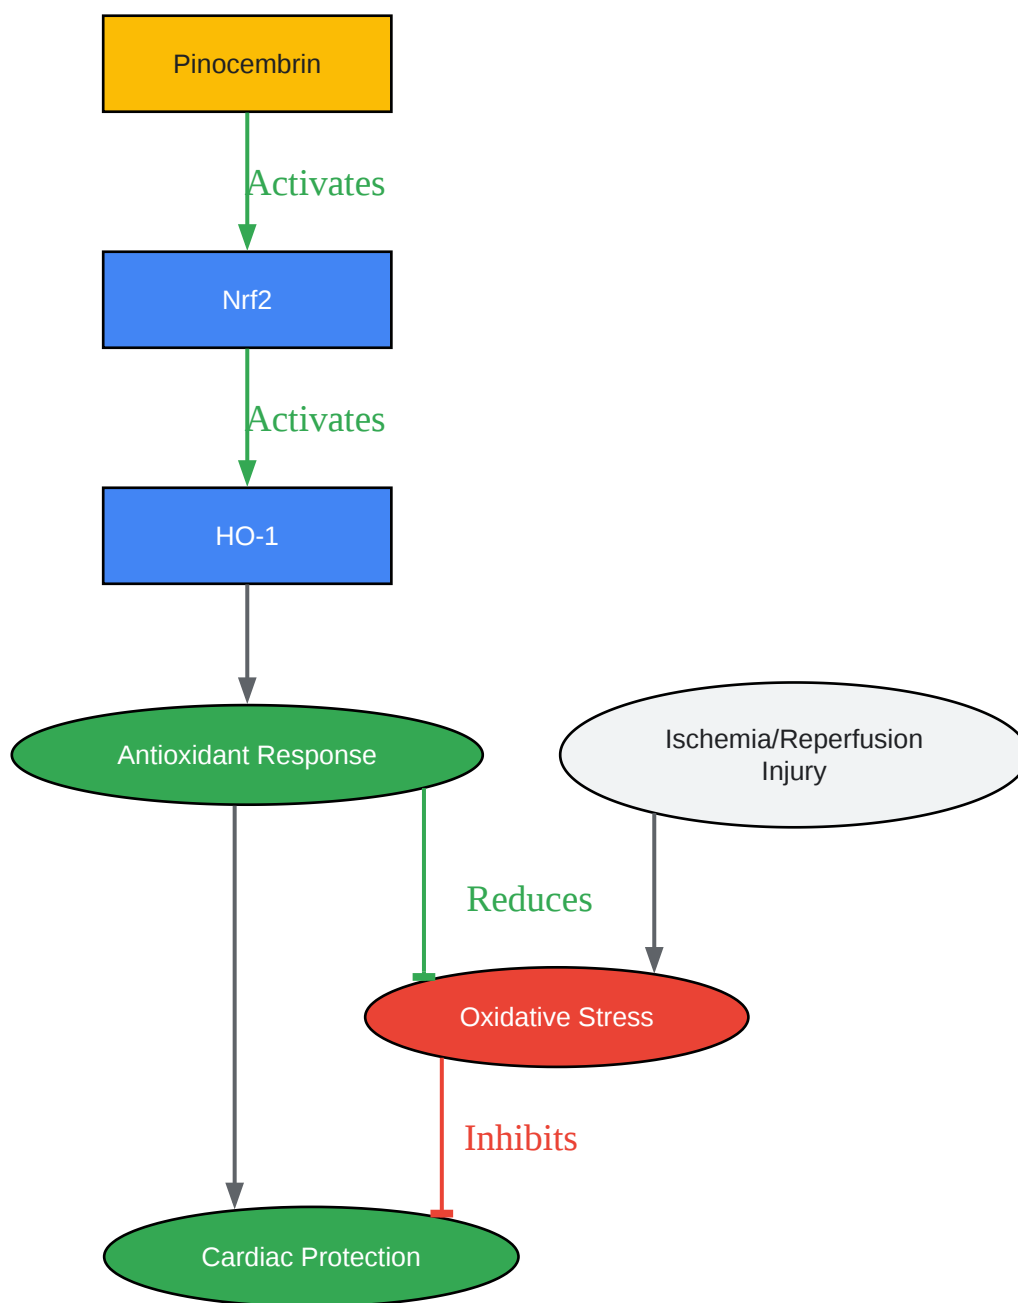 Pinocembrin
Activates
Nrf2
Activates
HO-1
Antioxidant Response
Ischemia/Reperfusion
Injury
Reduces
Oxidative Stress
Inhibits
Cardiac Protection